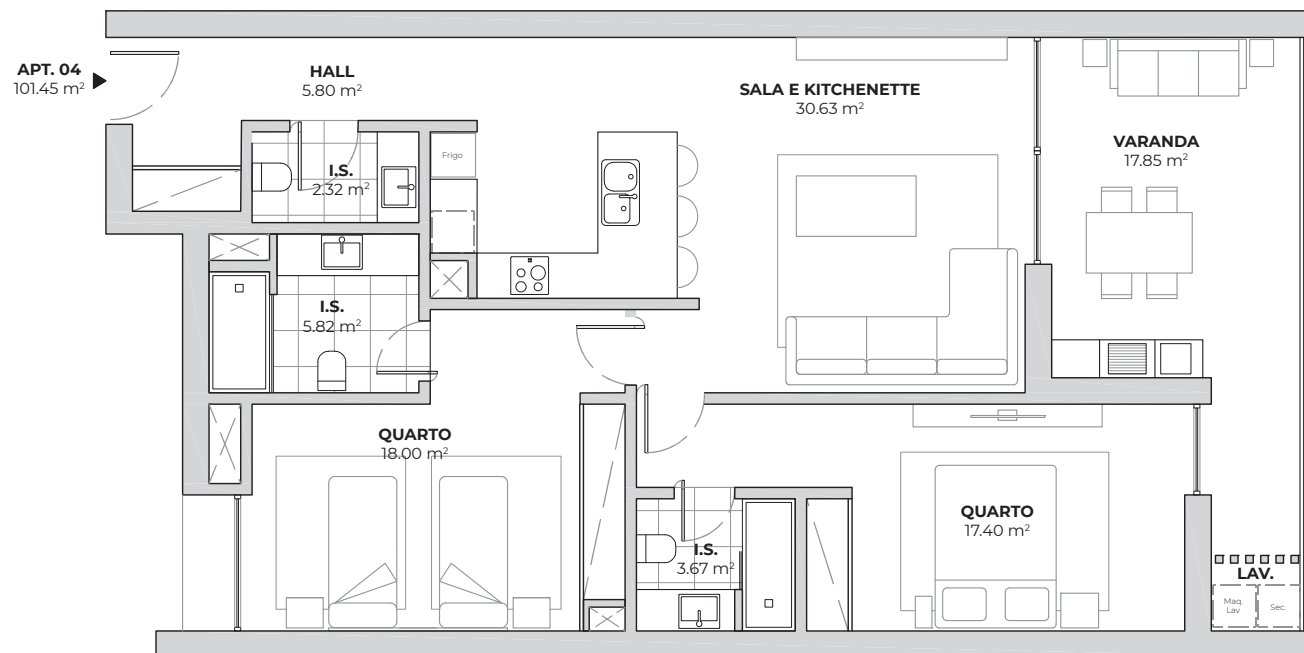 APT. 04
101.45 m²
HALL
5.80 m²
SALA E KITCHENETTE
30.63 m²
VARANDA
17.85 m²
Frigo
I.S.
2.32 m²
I.S.
5.82 m²
QUARTO
18.00 m²
QUARTO
17.40 m²
I.S.
3.67 m²
LAV.
Maq.
Lav
Sec.